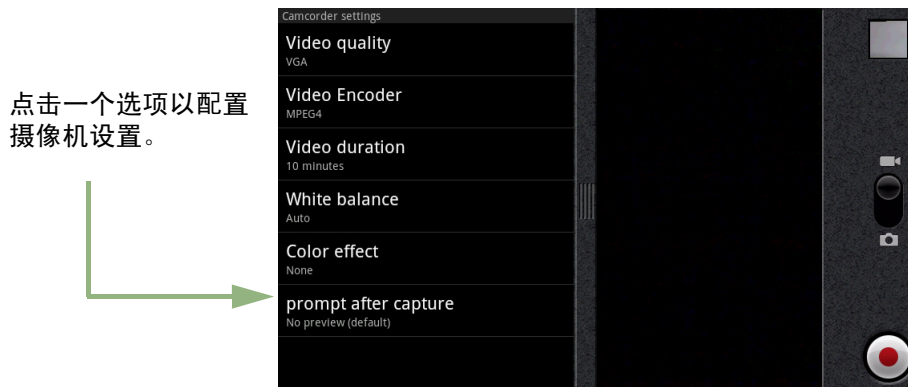 点击一个选项以配置
摄像机设置。
Camcorder settings
Video quality
VGA
Video Encoder
MPEG4
Video duration
10 minutes
White balance
Auto
Color effect
None
prompt after capture
No preview (default)